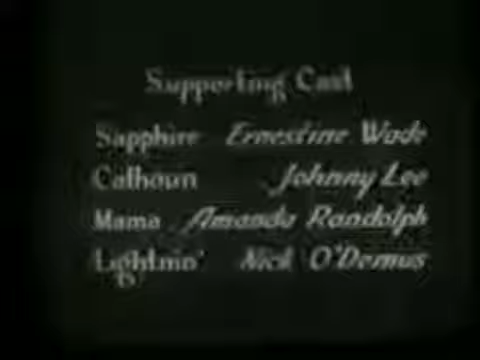 Supporting Cast
Sapphire Ernestine Wade
Calhoun Johnny Lee
Mama Amanda Randolph
Lightnin' Nick O'Demus